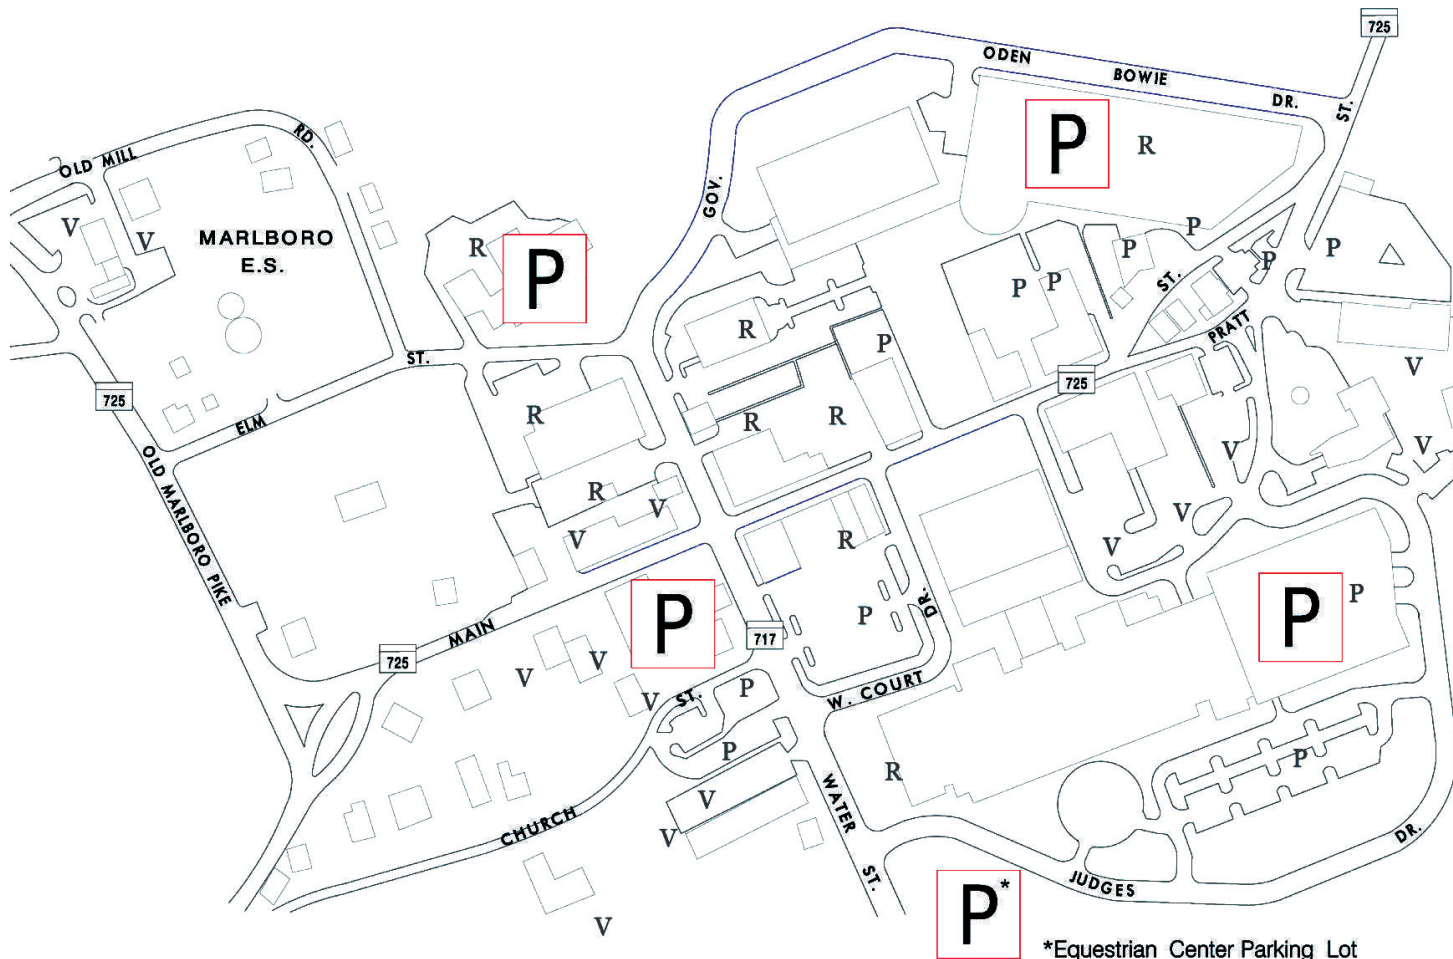 725
ODEN BOWIE DR.
ST.
P
R
OLD MILL RD.
V
V
MARLBORO
E.S.
R
P
GOV.
P
P
P
P
P
P
ST.
PRATT
R
P
ST.
725
725
V
R
R
R
ELM
V
V
OLD MARLBORO PIKE
R
V
V
V
V
R
P
P
P
P
DR.
MAIN
717
725
V
V
V
ST.
P
W. COURT
P
P
R
V
V
WATER ST.
CHURCH
DR.
JUDGES
P*
V
*Equestrian Center Parking Lot